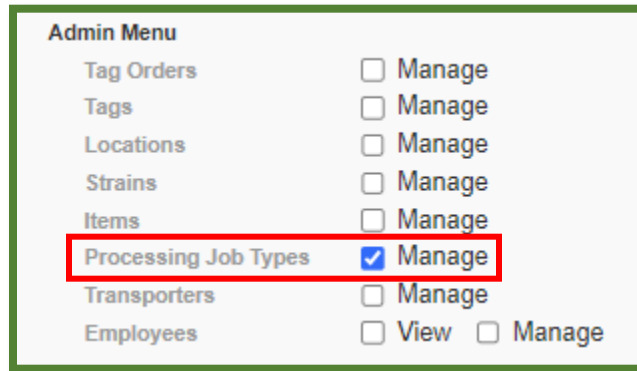 Admin Menu
Tag Orders Manage
Tags Manage
Locations Manage
Strains Manage
Items Manage
Processing Job Types Manage
Transporters Manage
Employees View Manage